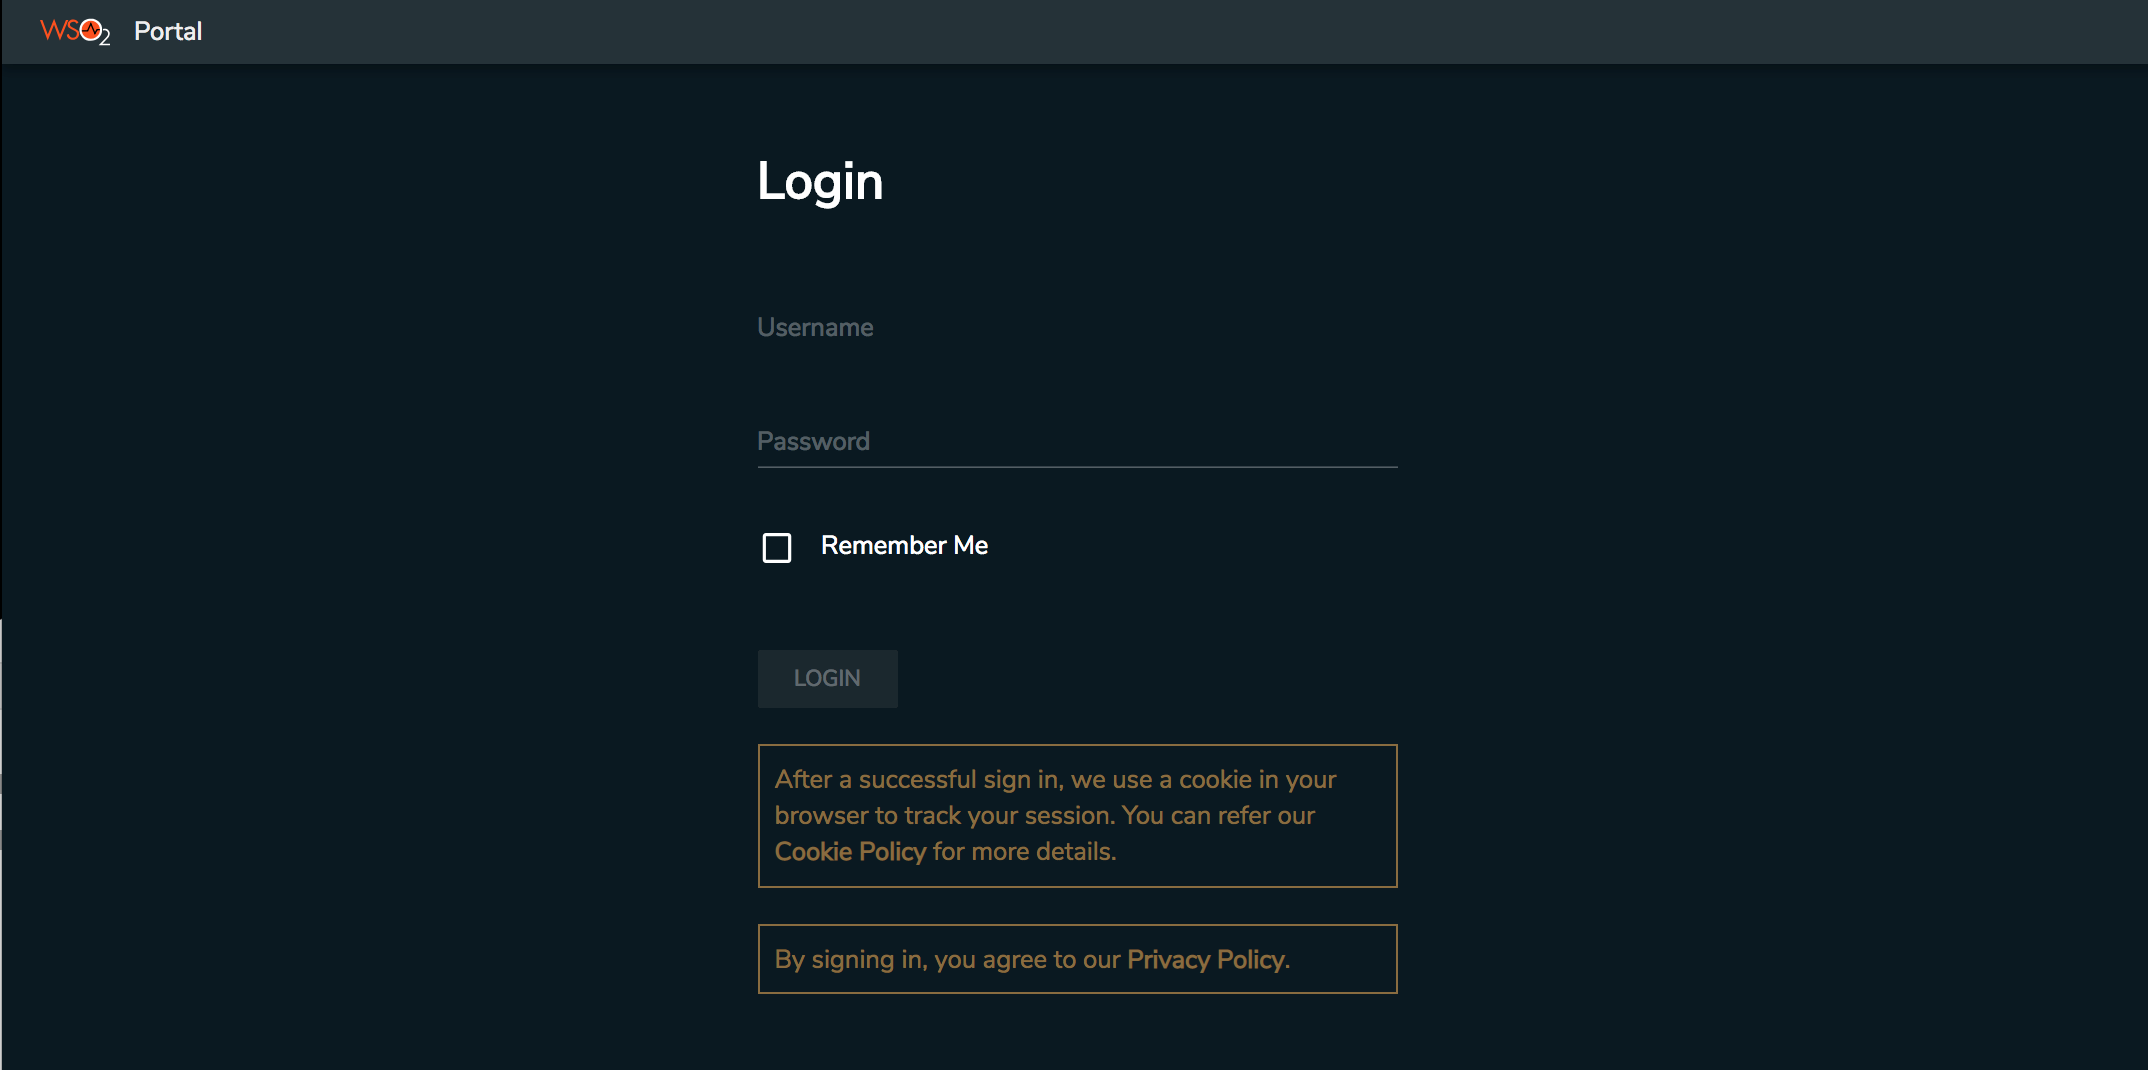 WSO2 Portal
Login
Username
Password
Remember Me
LOGIN
After a successful sign in, we use a cookie in your
browser to track your session. You can refer our
Cookie Policy for more details.
By signing in, you agree to our Privacy Policy.